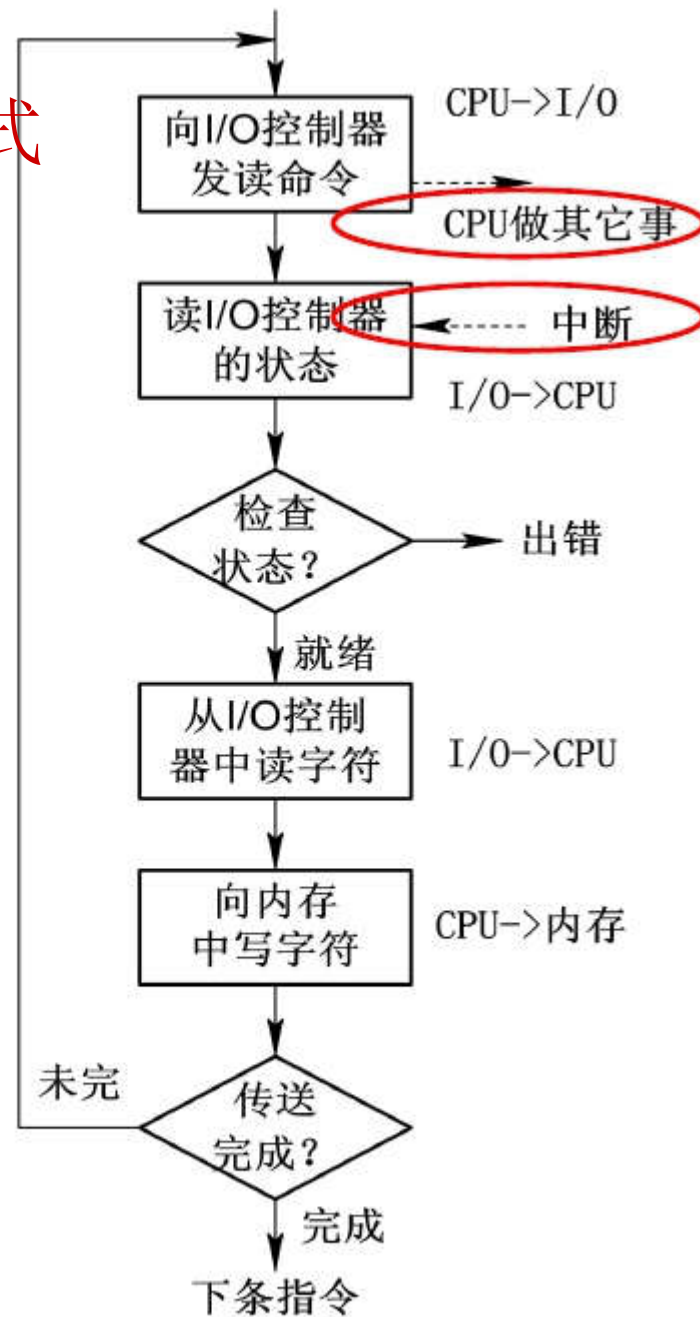 式
向I/O控制器
发读命令
CPU->I/O
CPU做其它事
读I/O控制器
的状态
中断
I/O->CPU
检查
状态？
出错
就绪
从I/O控制
器中读字符
I/O->CPU
向内存
中写字符
CPU->内存
未完
传送
完成？
完成
下条指令